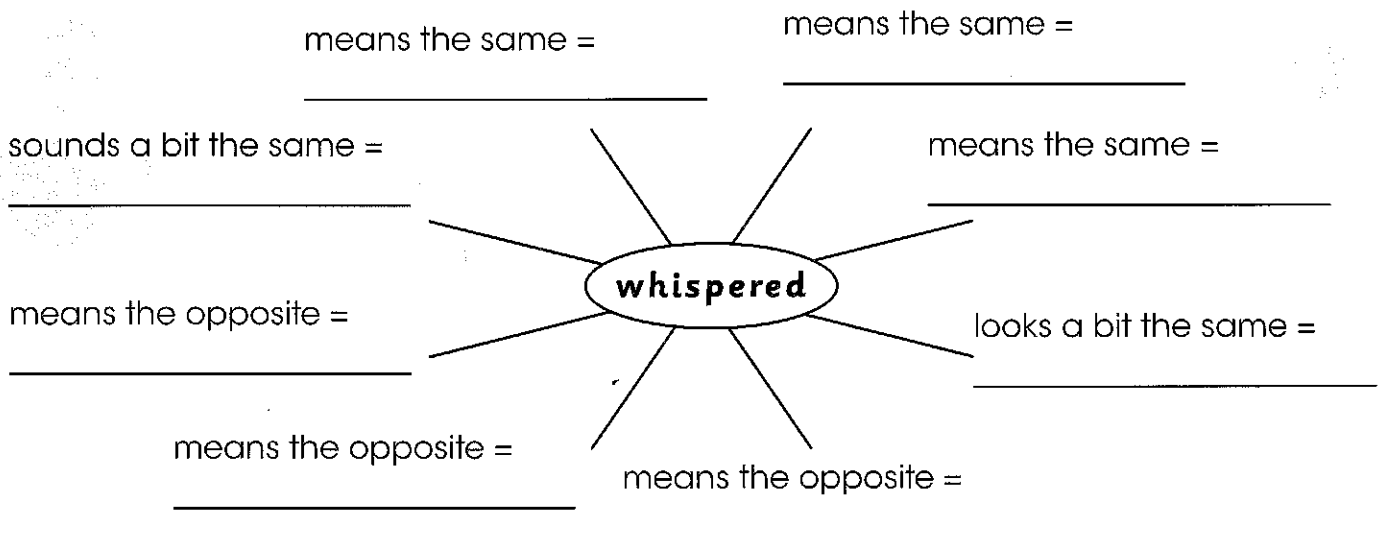 means the same =
means the same =
sounds a bit the same =
means the same =
whispered
means the opposite =
looks a bit the same =
means the opposite =
means the opposite =